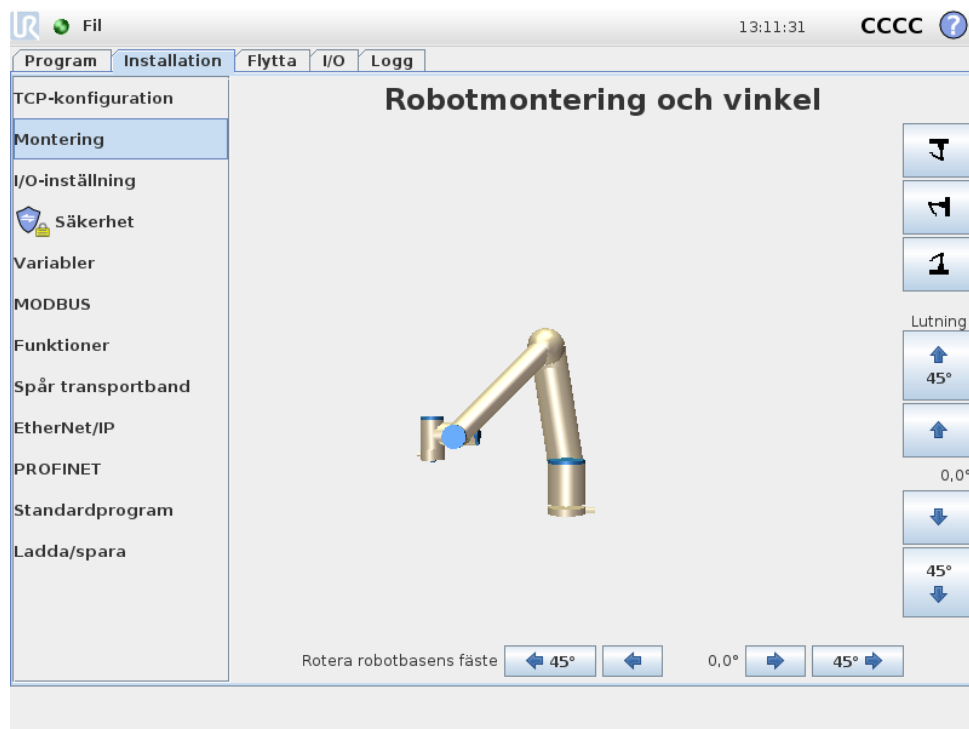 UR Fil 13:11:31 CCCC ?
Program Installation Flytta I/O Logg
TCP-konfiguration
Montering
I/O-inställning
Säkerhet
Variabler
MODBUS
Funktioner
Spår transportband
EtherNet/IP
PROFINET
Standardprogram
Ladda/spara
Robotmontering och vinkel
Lutning
45°
0,0°
45°
Rotera robotbasens fäste 45° 0,0° 45°